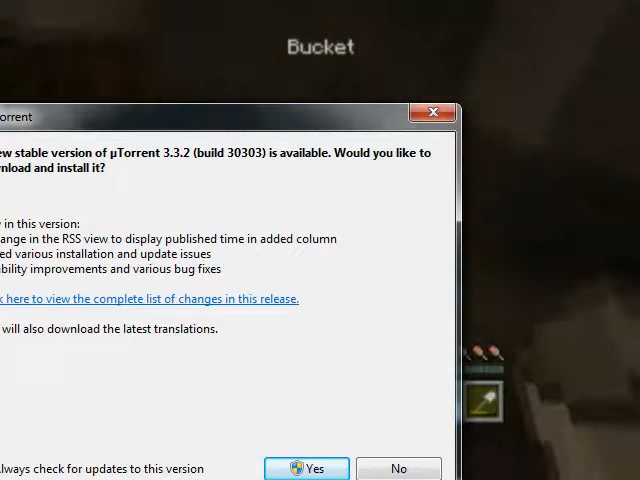 Bucket
orrent
ew stable version of µTorrent 3.3.2 (build 30303) is available. Would you like to
nload and install it?
v in this version:
ange in the RSS view to display published time in added column
ed various installation and update issues
ability improvements and various bug fixes
k here to view the complete list of changes in this release.
will also download the latest translations.
Always check for updates to this version
Yes
No